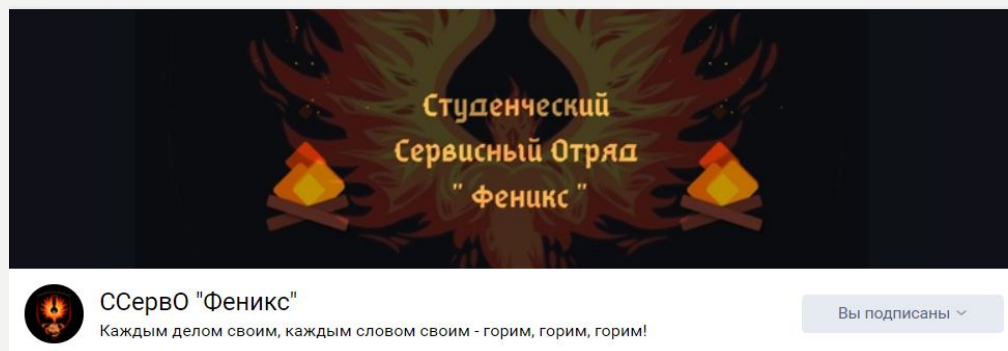 Студенческий
Сервисный Отряд
" Феникс "
ССервО "Феникс"
Каждым делом своим, каждым словом своим - горим, горим, горим!
Вы подписаны